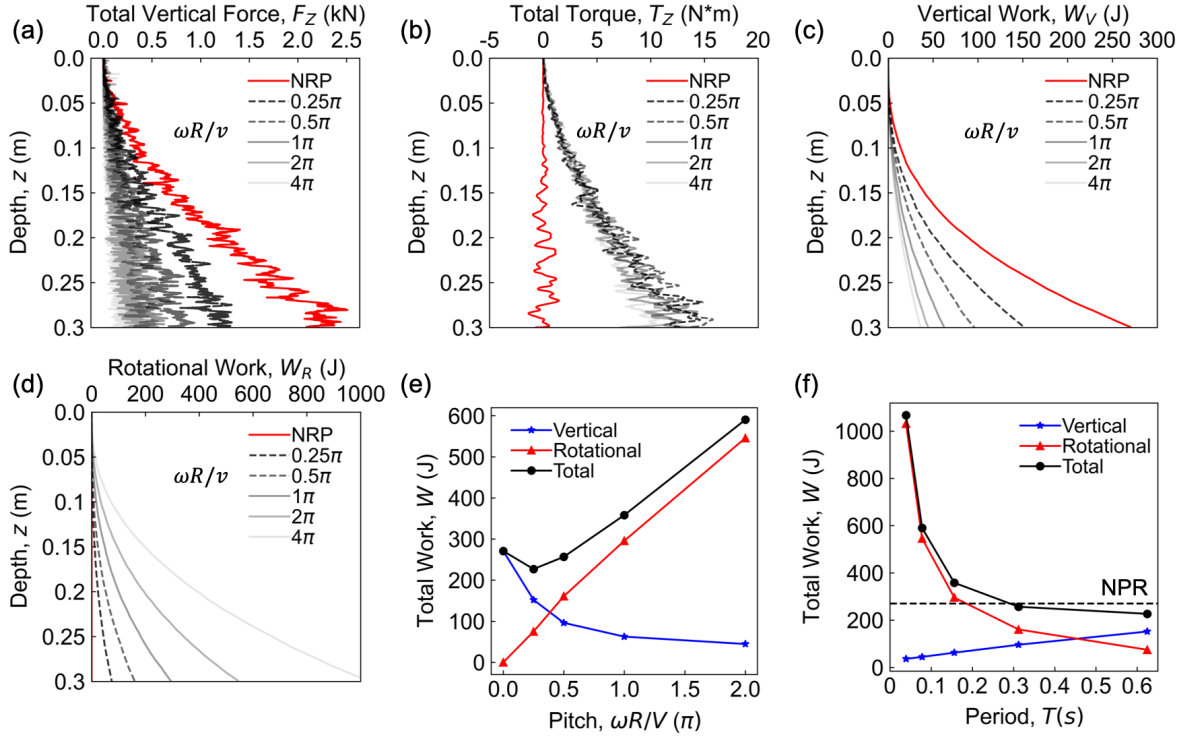 (a)
Total Vertical Force, F_Z (kN)
0.0 0.5 1.0 1.5 2.0 2.5
0.0
0.05
0.1
0.15
0.2
0.25
0.3
Depth, z (m)
ωR/v
NRP
0.25π
0.5π
1π
2π
4π
(b)
Total Torque, T_Z (N*m)
-5 0 5 10 15 20
0.0
0.05
0.1
0.15
0.2
0.25
0.3
Depth, z (m)
ωR/v
NRP
0.25π
0.5π
1π
2π
4π
(c)
Vertical Work, W_V (J)
0 50 100 150 200 250 300
0.0
0.05
0.1
0.15
0.2
0.25
0.3
Depth, z (m)
ωR/v
NRP
0.25π
0.5π
1π
2π
4π
(d)
Rotational Work, W_R (J)
0 200 400 600 800 1000
0.0
0.05
0.1
0.15
0.2
0.25
0.3
Depth, z (m)
ωR/v
NRP
0.25π
0.5π
1π
2π
4π
(e)
600
500
400
300
200
100
0
Total Work, W (J)
Vertical
Rotational
Total
0.0 0.5 1.0 1.5 2.0
Pitch, ωR/V (π)
(f)
1000
800
600
400
200
0
Total Work, W (J)
Vertical
Rotational
Total
NPR
0 0.1 0.2 0.3 0.4 0.5 0.6
Period, T(s)